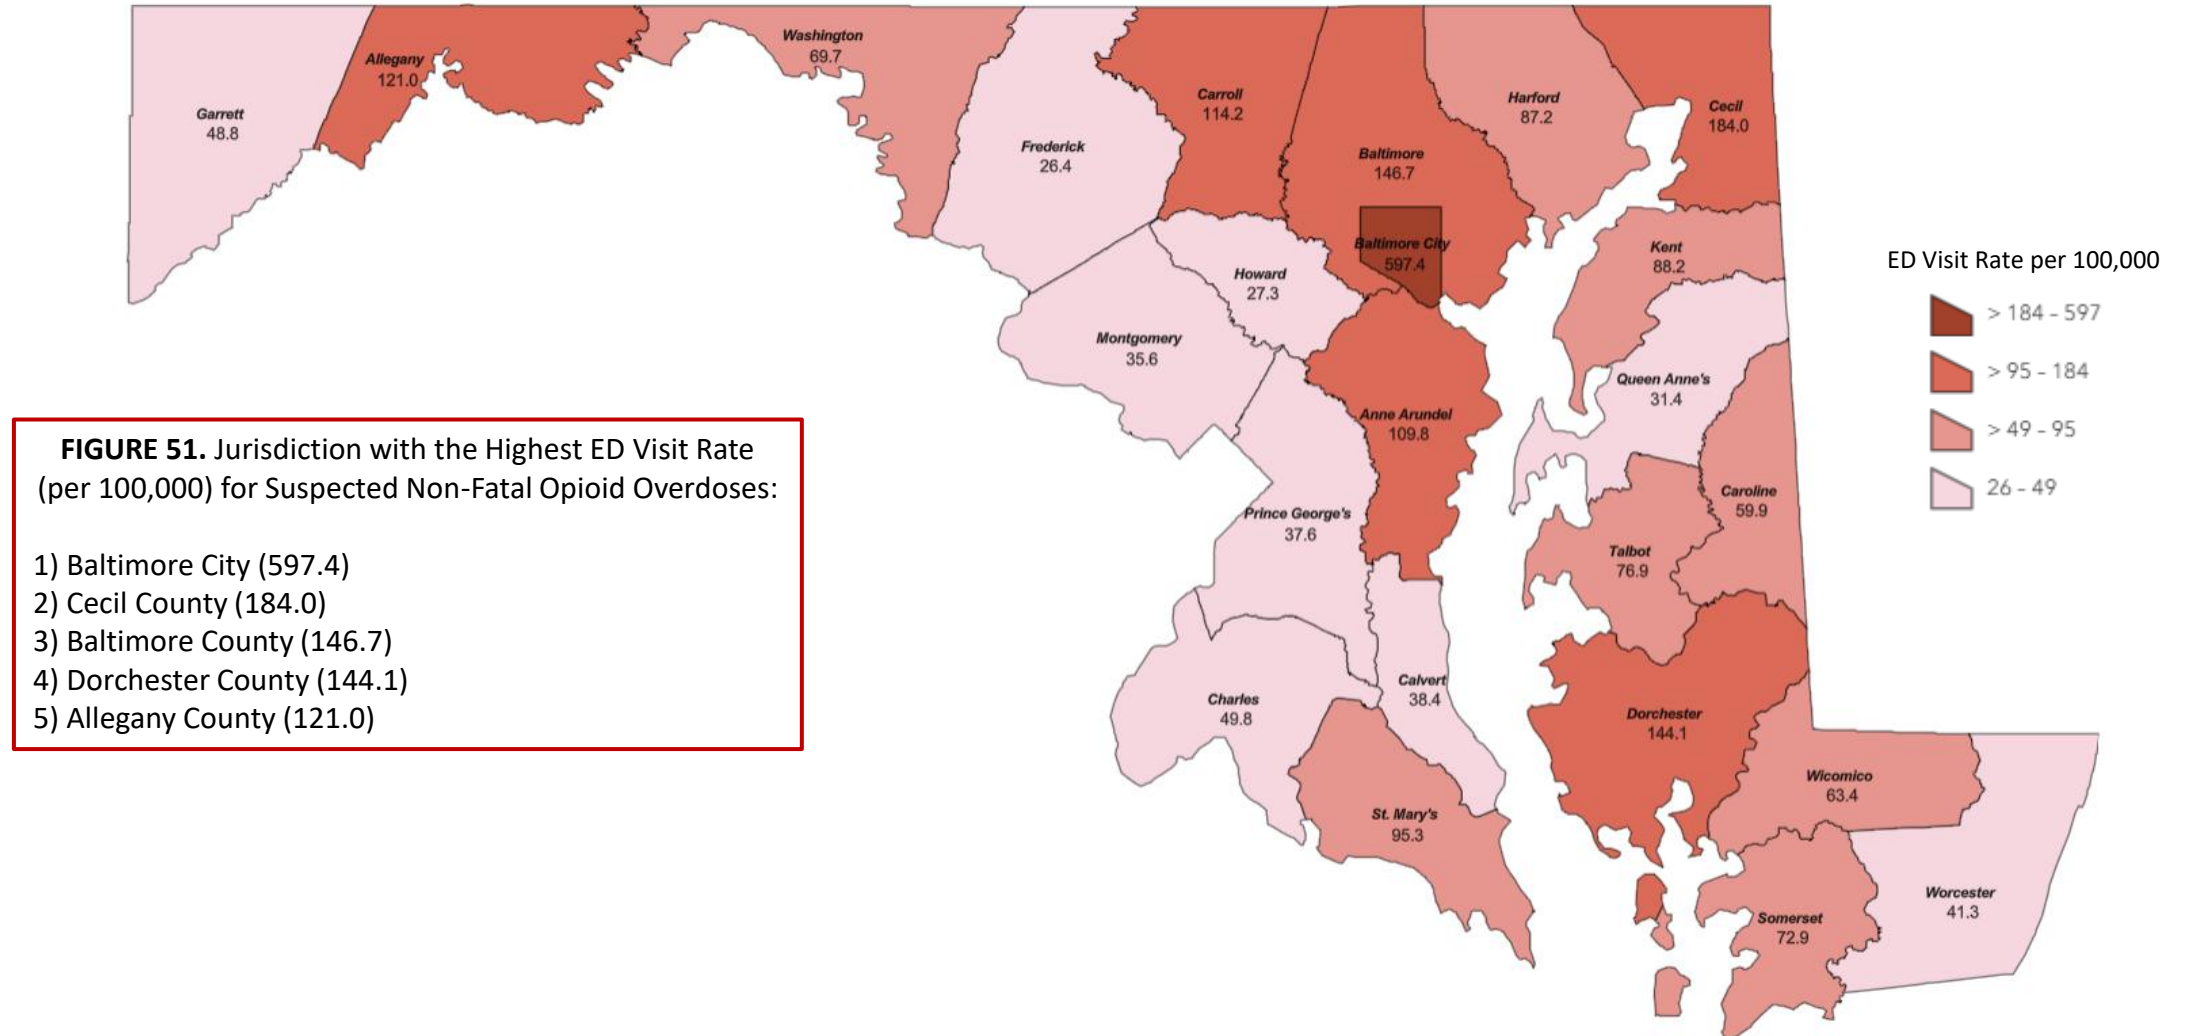 Garrett
48.8
Allegany
121.0
Washington
69.7
Frederick
26.4
Carroll
114.2
Baltimore
146.7
Harford
87.2
Cecil
184.0
Baltimore City
597.4
Howard
27.3
Montgomery
35.6
Kent
88.2
Queen Anne's
31.4
Anne Arundel
109.8
Prince George's
37.6
Caroline
59.9
Talbot
76.9
Charles
49.8
Calvert
38.4
Dorchester
144.1
St. Mary's
95.3
Wicomico
63.4
Somerset
72.9
Worcester
41.3
ED Visit Rate per 100,000
> 184 - 597
> 95 - 184
> 49 - 95
26 - 49
FIGURE 51. Jurisdiction with the Highest ED Visit Rate
(per 100,000) for Suspected Non-Fatal Opioid Overdoses:
1) Baltimore City (597.4)
2) Cecil County (184.0)
3) Baltimore County (146.7)
4) Dorchester County (144.1)
5) Allegany County (121.0)